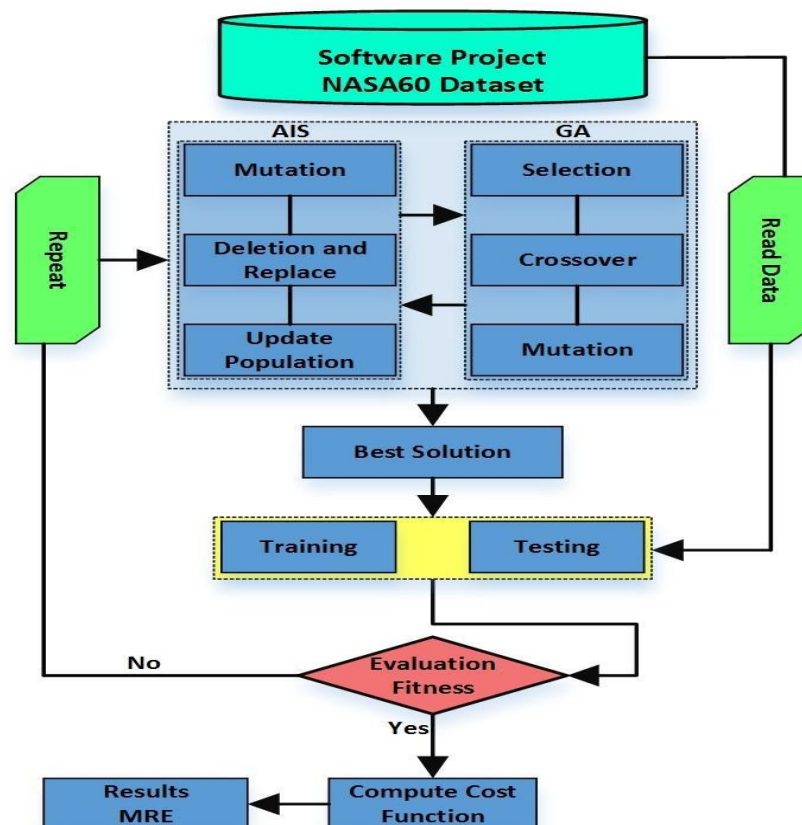 Software Project
NASA60 Dataset
AIS
GA
Mutation
Selection
Deletion and
Replace
Crossover
Update
Population
Mutation
Repeat
Read Data
Best Solution
Training
Testing
Evaluation
Fitness
No
Yes
Results
MRE
Compute Cost
Function